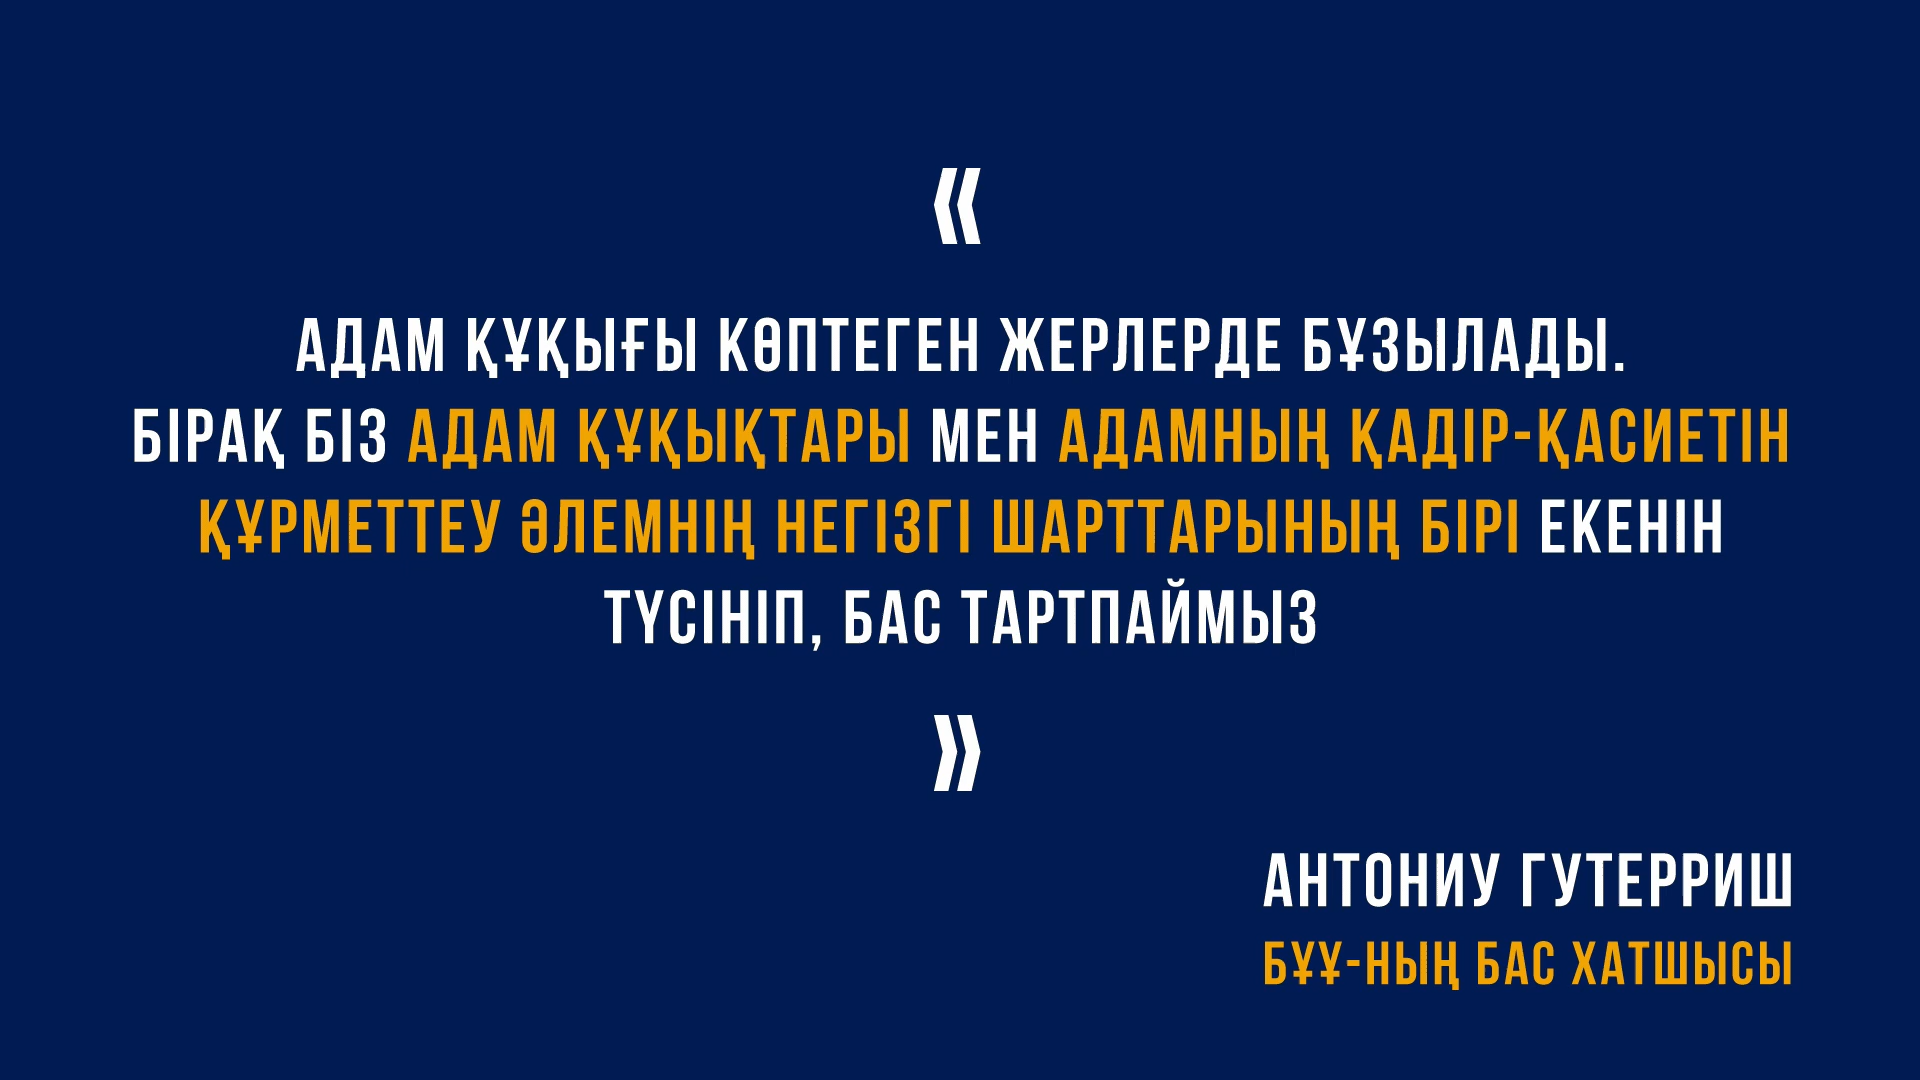 «
АДАМ ҚҰҚЫҒЫ КӨПТЕГЕН ЖЕРЛЕРДЕ БҰЗЫЛАДЫ.
БІРАҚ БІЗ АДАМ ҚҰҚЫҚТАРЫ МЕН АДАМНЫҢ ҚАДІР-ҚАСИЕТІН
ҚҰРМЕТТЕУ ӘЛЕМНІҢ НЕГІЗГІ ШАРТТАРЫНЫҢ БІРІ ЕКЕНІН
ТҮСІНІП, БАС ТАРТПАЙМЫЗ
»
АНТОНИУ ГУТЕРРИШ
БҰҰ-НЫҢ БАС ХАТШЫСЫ